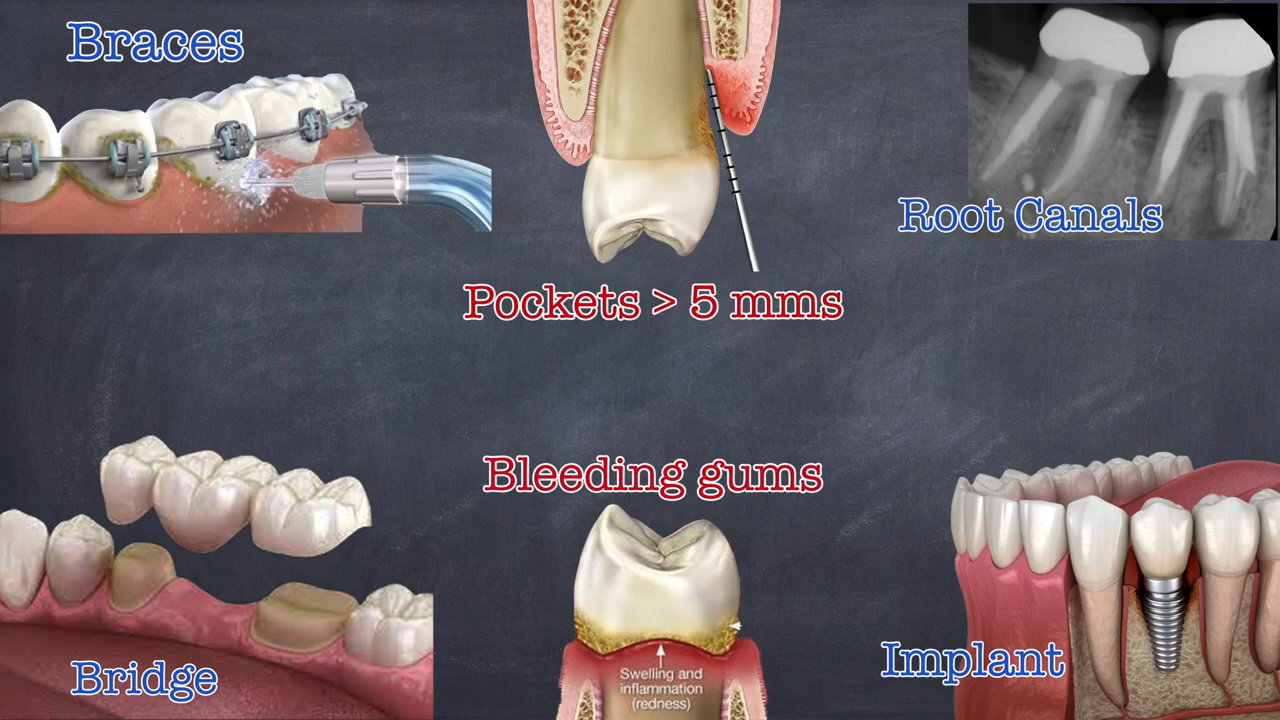 Braces
Root Canals
Pockets > 5 mms
Bleeding gums
Swelling and
inflammation
(redness)
Bridge
Implant